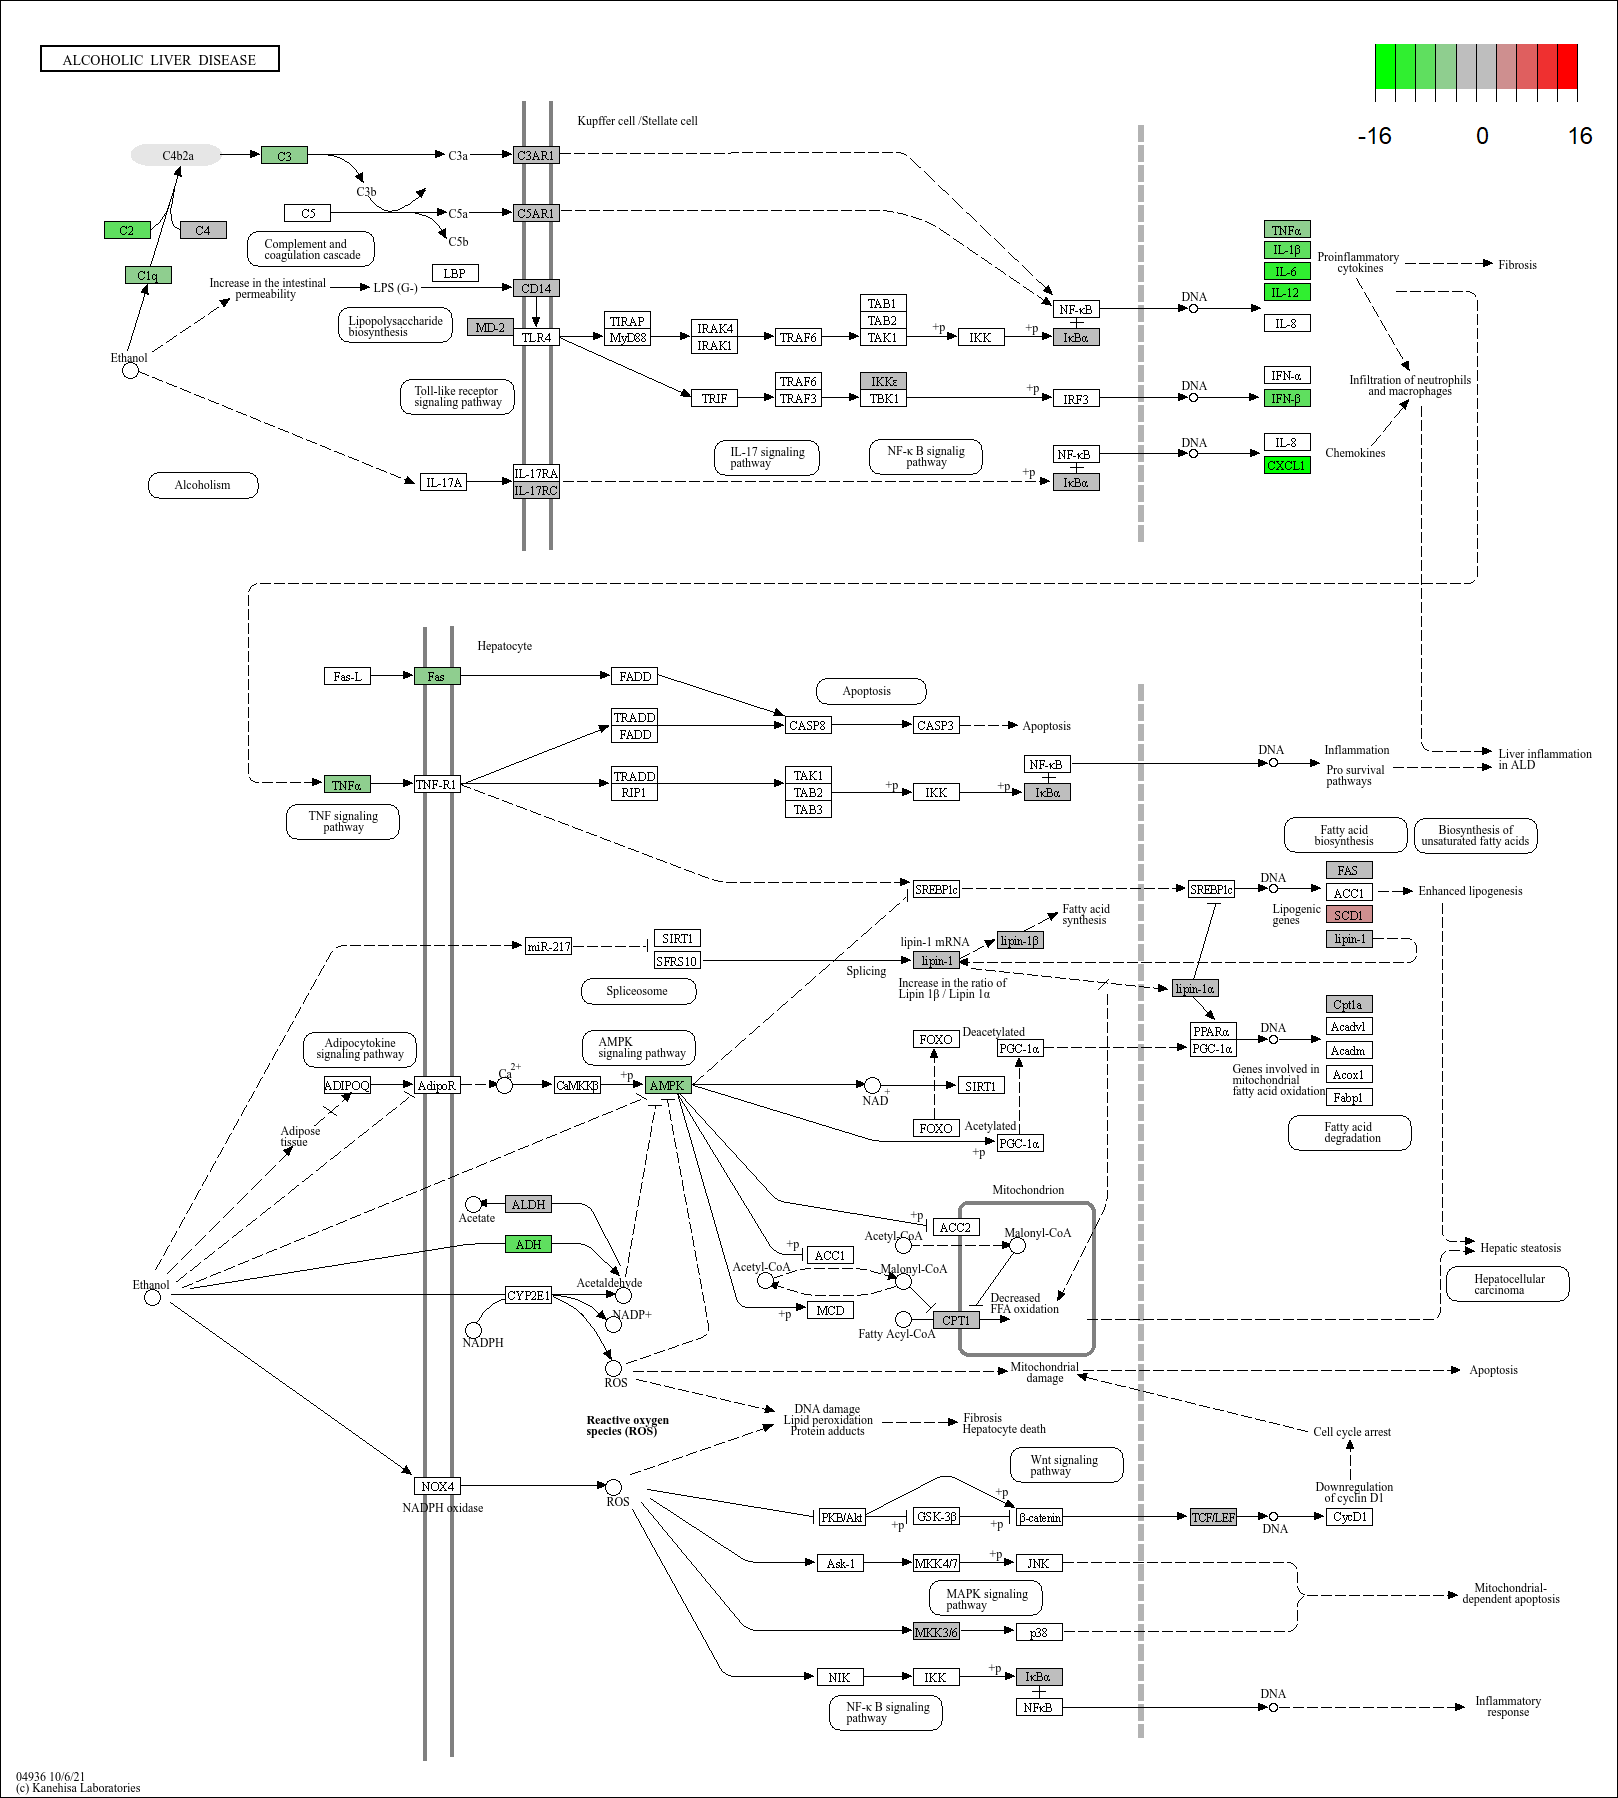 ALCOHOLIC LIVER DISEASE
-16
0
16
Kupffer cell /Stellate cell
C4b2a
C3
C3a
C3AR1
C3b
C5
C5a
C5AR1
C2
C4
C5b
Complement and
coagulation cascade
C1q
LBP
Increase in the intestinal
permeability
LPS (G-)
CD14
Lipopolysaccharide
biosynthesis
MD-2
TLR4
TIRAP
MyD88
IRAK4
IRAK1
TRAF6
TAB1
TAB2
TAK1
+p
IKK
+p
NF-κB
IκBα
DNA
TNFα
IL-1β
IL-6
IL-12
IL-8
Proinflammatory
cytokines
Fibrosis
Ethanol
Toll-like receptor
signaling pathway
TRIF
TRAF6
TRAF3
IKKε
TBK1
+p
IRF3
DNA
IFN-α
IFN-β
Infiltration of neutrophils
and macrophages
IL-17 signaling
pathway
NF-κ B signalig
pathway
NF-κB
DNA
IL-8
CXCL1
Chemokines
Alcoholism
IL-17A
IL-17RA
IL-17RC
+p
IκBα
Hepatocyte
Fas-L
Fas
FADD
Apoptosis
TRADD
FADD
CASP8
CASP3
Apoptosis
TNFα
TNF-R1
TRADD
RIP1
TAK1
TAB2
TAB3
+p
IKK
+p
NF-κB
IκBα
DNA
Inflammation
Pro survival
pathways
Liver inflammation
in ALD
TNF signaling
pathway
Fatty acid
biosynthesis
Biosynthesis of
unsaturated fatty acids
SREBP1c
SREBP1c
DNA
FAS
ACC1
Enhanced lipogenesis
Lipogenic
genes
SCD1
lipin-1
Fatty acid
synthesis
miR-217
SIRT1
SFRS10
lipin-1 mRNA
lipin-1β
lipin-1
Splicing
Increase in the ratio of
Lipin 1β / Lipin 1α
lipin-1α
Spliceosome
Cpt1a
Acadvl
Acadm
Acox1
Fabp1
PPARα
PGC-1α
DNA
Genes involved in
mitochondrial
fatty acid oxidation
Fatty acid
degradation
Adipocytokine
signaling pathway
AMPK
signaling pathway
FOXO
Deacetylated
PGC-1α
ADIPOQ
AdipoR
Ca2+
CaMKKβ
+p
AMPK
NAD+
SIRT1
FOXO
Acetylated
PGC-1α
+p
Adipose
tissue
Mitochondrion
Acetate
ALDH
ADH
+p
ACC2
Acetyl-CoA
Malonyl-CoA
+p
ACC1
Acetyl-CoA
Malonyl-CoA
Ethanol
Acetaldehyde
CYP2E1
NADP+
NADPH
+p
MCD
Decreased
FFA oxidation
CPT1
Fatty Acyl-CoA
Hepatic steatosis
Hepatocellular
carcinoma
ROS
Mitochondrial
damage
Apoptosis
Reactive oxygen
species (ROS)
DNA damage
Lipid peroxidation
Protein adducts
Fibrosis
Hepatocyte death
Cell cycle arrest
Wnt signaling
pathway
NOX4
NADPH oxidase
ROS
Downregulation
of cyclin D1
PKB/Akt
+p
GSK-3β
+p
+p
β-catenin
TCF/LEF
DNA
CycD1
Ask-1
MKK4/7
+p
JNK
MAPK signaling
pathway
Mitochondrial-
dependent apoptosis
MKK3/6
p38
NIK
IKK
+p
IκBα
NFκB
NF-κ B signaling
pathway
DNA
Inflammatory
response
04936 10/6/21
(c) Kanehisa Laboratories